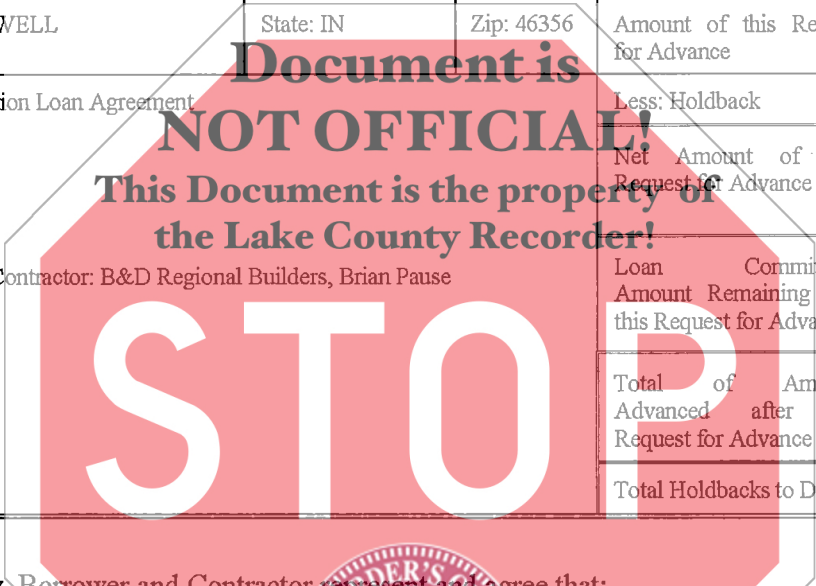 WELL State: IN Zip: 46356 Amount of this Re
for Advance
Document is
ion Loan Agreement Less: Holdback
NOT OFFICIAL!
Net Amount of
Request for Advance
This Document is the property of
the Lake County Recorder!
Contractor: B&D Regional Builders, Brian Pause
Loan Commi
Amount Remaining
this Request for Adva
STOP
Total of Am
Advanced after
Request for Advance
Total Holdbacks to D
DER'S O
Borrower and Contractor represent and agree that: